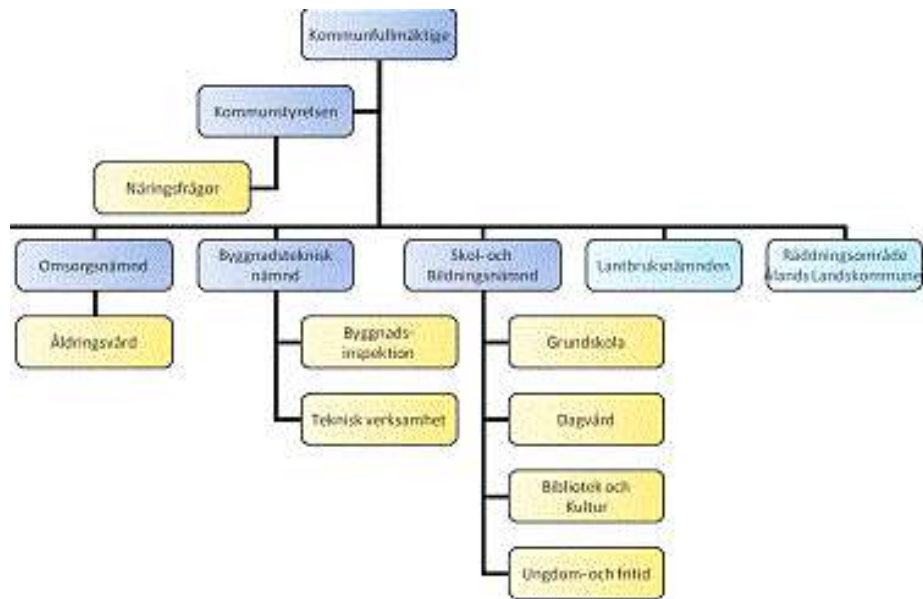 Kommunfullmäktige
Kommunstyrelsen
Näringsfrågor
Omsorgsnämnd
Byggnadsteknisk
nämnd
Skol-och
Bildningsnämnd
Lantbruksnämnden
Räddningsområde
Ålands Landskommuner
Åldringsvård
Byggnads-
inspektion
Grundskola
Teknisk verksamhet
Dagvård
Bibliotek och
Kultur
Ungdom-och fritid